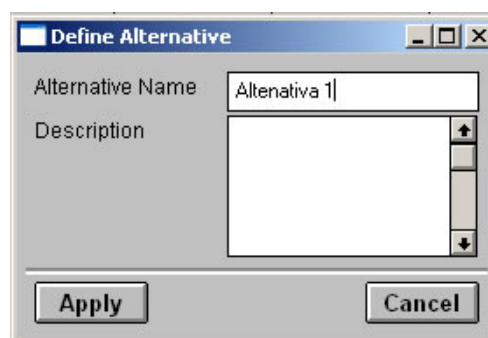 Define Alternative
Alternative Name
Altenativa 1
Description
Apply
Cancel